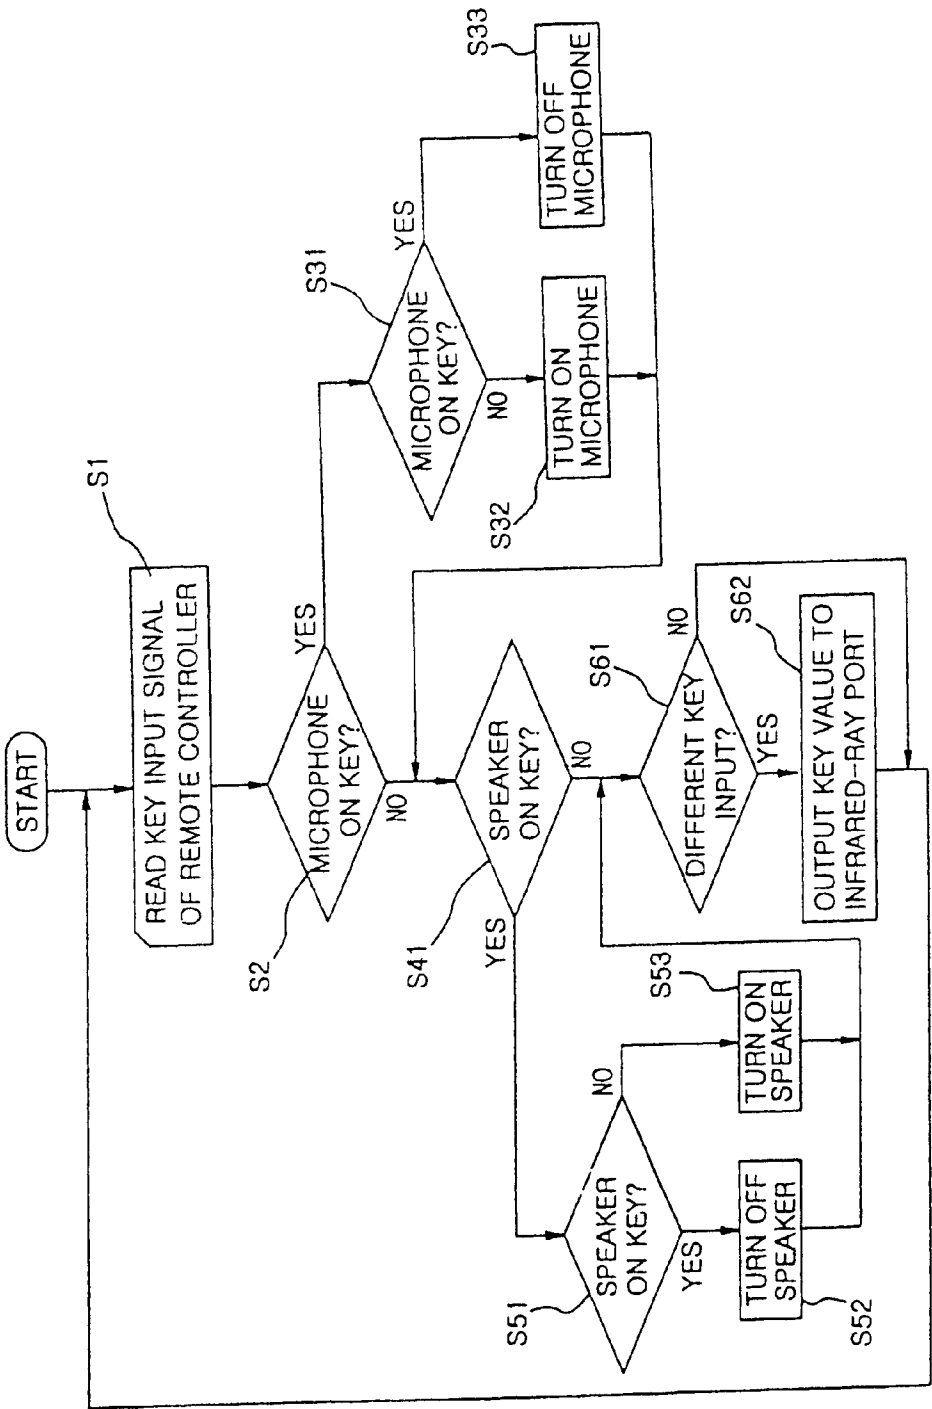 START
S1
READ KEY INPUT SIGNAL
OF REMOTE CONTROLLER
S2
MICROPHONE
ON KEY?
YES
NO
S31
MICROPHONE
ON KEY?
YES
NO
S32
TURN ON
MICROPHONE
S33
TURN OFF
MICROPHONE
S41
SPEAKER
ON KEY?
YES
NO
S51
SPEAKER
ON KEY?
NO
YES
S52
TURN OFF
SPEAKER
S53
TURN ON
SPEAKER
S61
DIFFERENT KEY
INPUT?
NO
YES
S62
OUTPUT KEY VALUE TO
INFRARED-RAY PORT